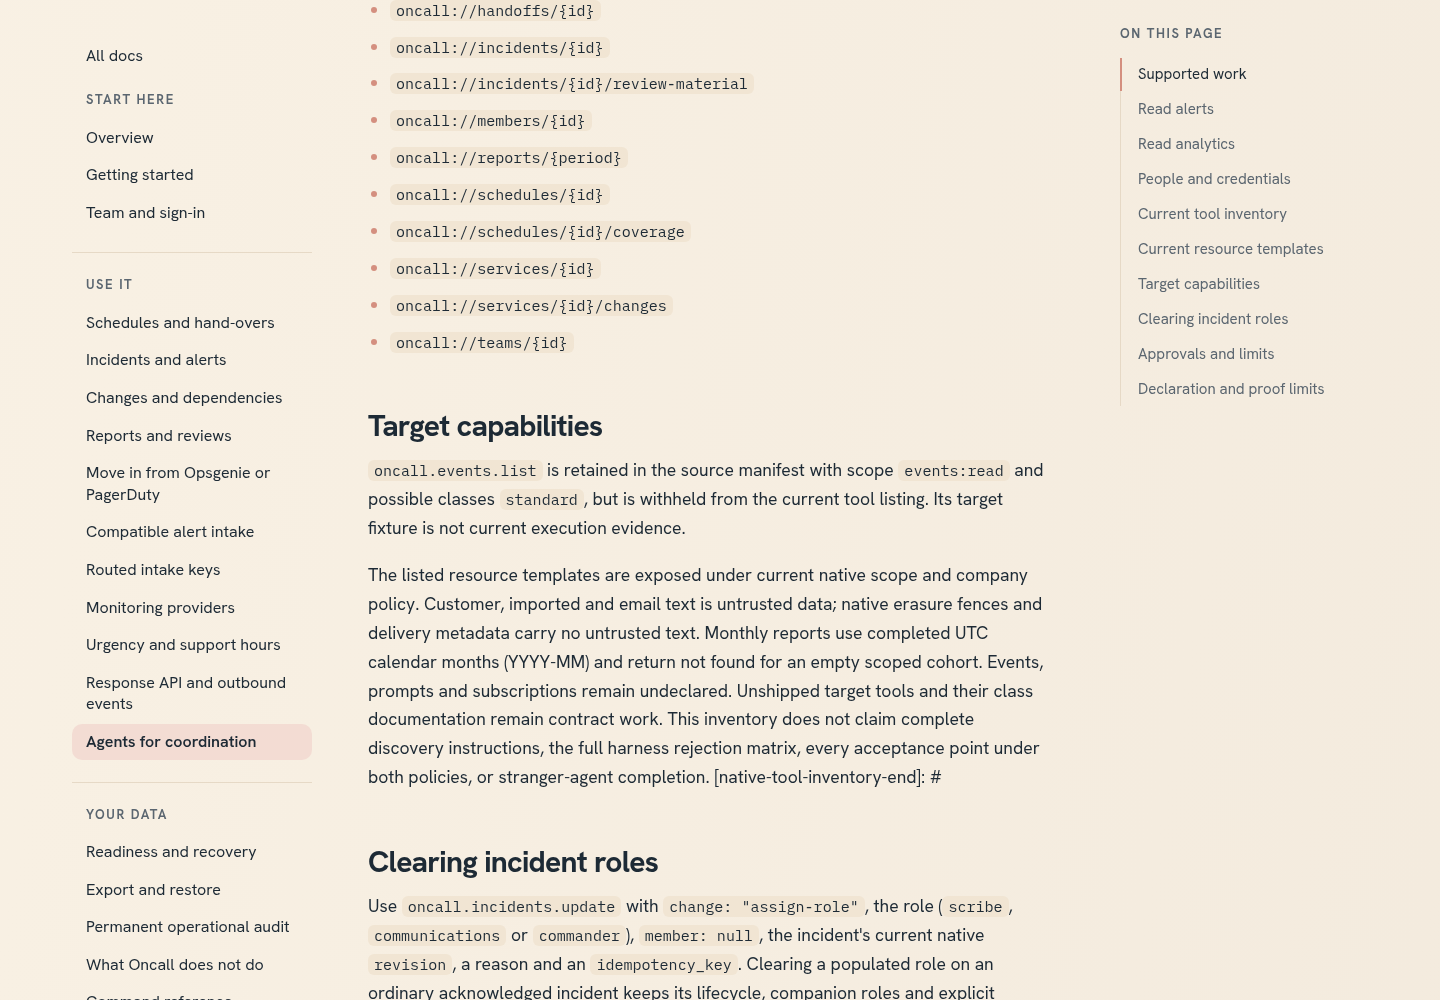 All docs
START HERE
Overview
Getting started
Team and sign-in
USE IT
Schedules and hand-overs
Incidents and alerts
Changes and dependencies
Reports and reviews
Move in from Opsgenie or
PagerDuty
Compatible alert intake
Routed intake keys
Monitoring providers
Urgency and support hours
Response API and outbound
events
Agents for coordination
YOUR DATA
Readiness and recovery
Export and restore
Permanent operational audit
What Oncall does not do
Command reference
oncall://handoffs/{id}
oncall://incidents/{id}
oncall://incidents/{id}/review-material
oncall://members/{id}
oncall://reports/{period}
oncall://schedules/{id}
oncall://schedules/{id}/coverage
oncall://services/{id}
oncall://services/{id}/changes
oncall://teams/{id}
Target capabilities
oncall.events.list is retained in the source manifest with scope events:read and
possible classes standard, but is withheld from the current tool listing. Its target
fixture is not current execution evidence.
The listed resource templates are exposed under current native scope and company
policy. Customer, imported and email text is untrusted data; native erasure fences and
delivery metadata carry no untrusted text. Monthly reports use completed UTC
calendar months (YYYY-MM) and return not found for an empty scoped cohort. Events,
prompts and subscriptions remain undeclared. Unshipped target tools and their class
documentation remain contract work. This inventory does not claim complete
discovery instructions, the full harness rejection matrix, every acceptance point under
both policies, or stranger-agent completion. [native-tool-inventory-end]: #
Clearing incident roles
Use oncall.incidents.update with change: "assign-role", the role (scribe,
communications or commander), member: null, the incident's current native
revision, a reason and an idempotency_key. Clearing a populated role on an
ordinary acknowledged incident keeps its lifecycle, companion roles and explicit
ON THIS PAGE
Supported work
Read alerts
Read analytics
People and credentials
Current tool inventory
Current resource templates
Target capabilities
Clearing incident roles
Approvals and limits
Declaration and proof limits